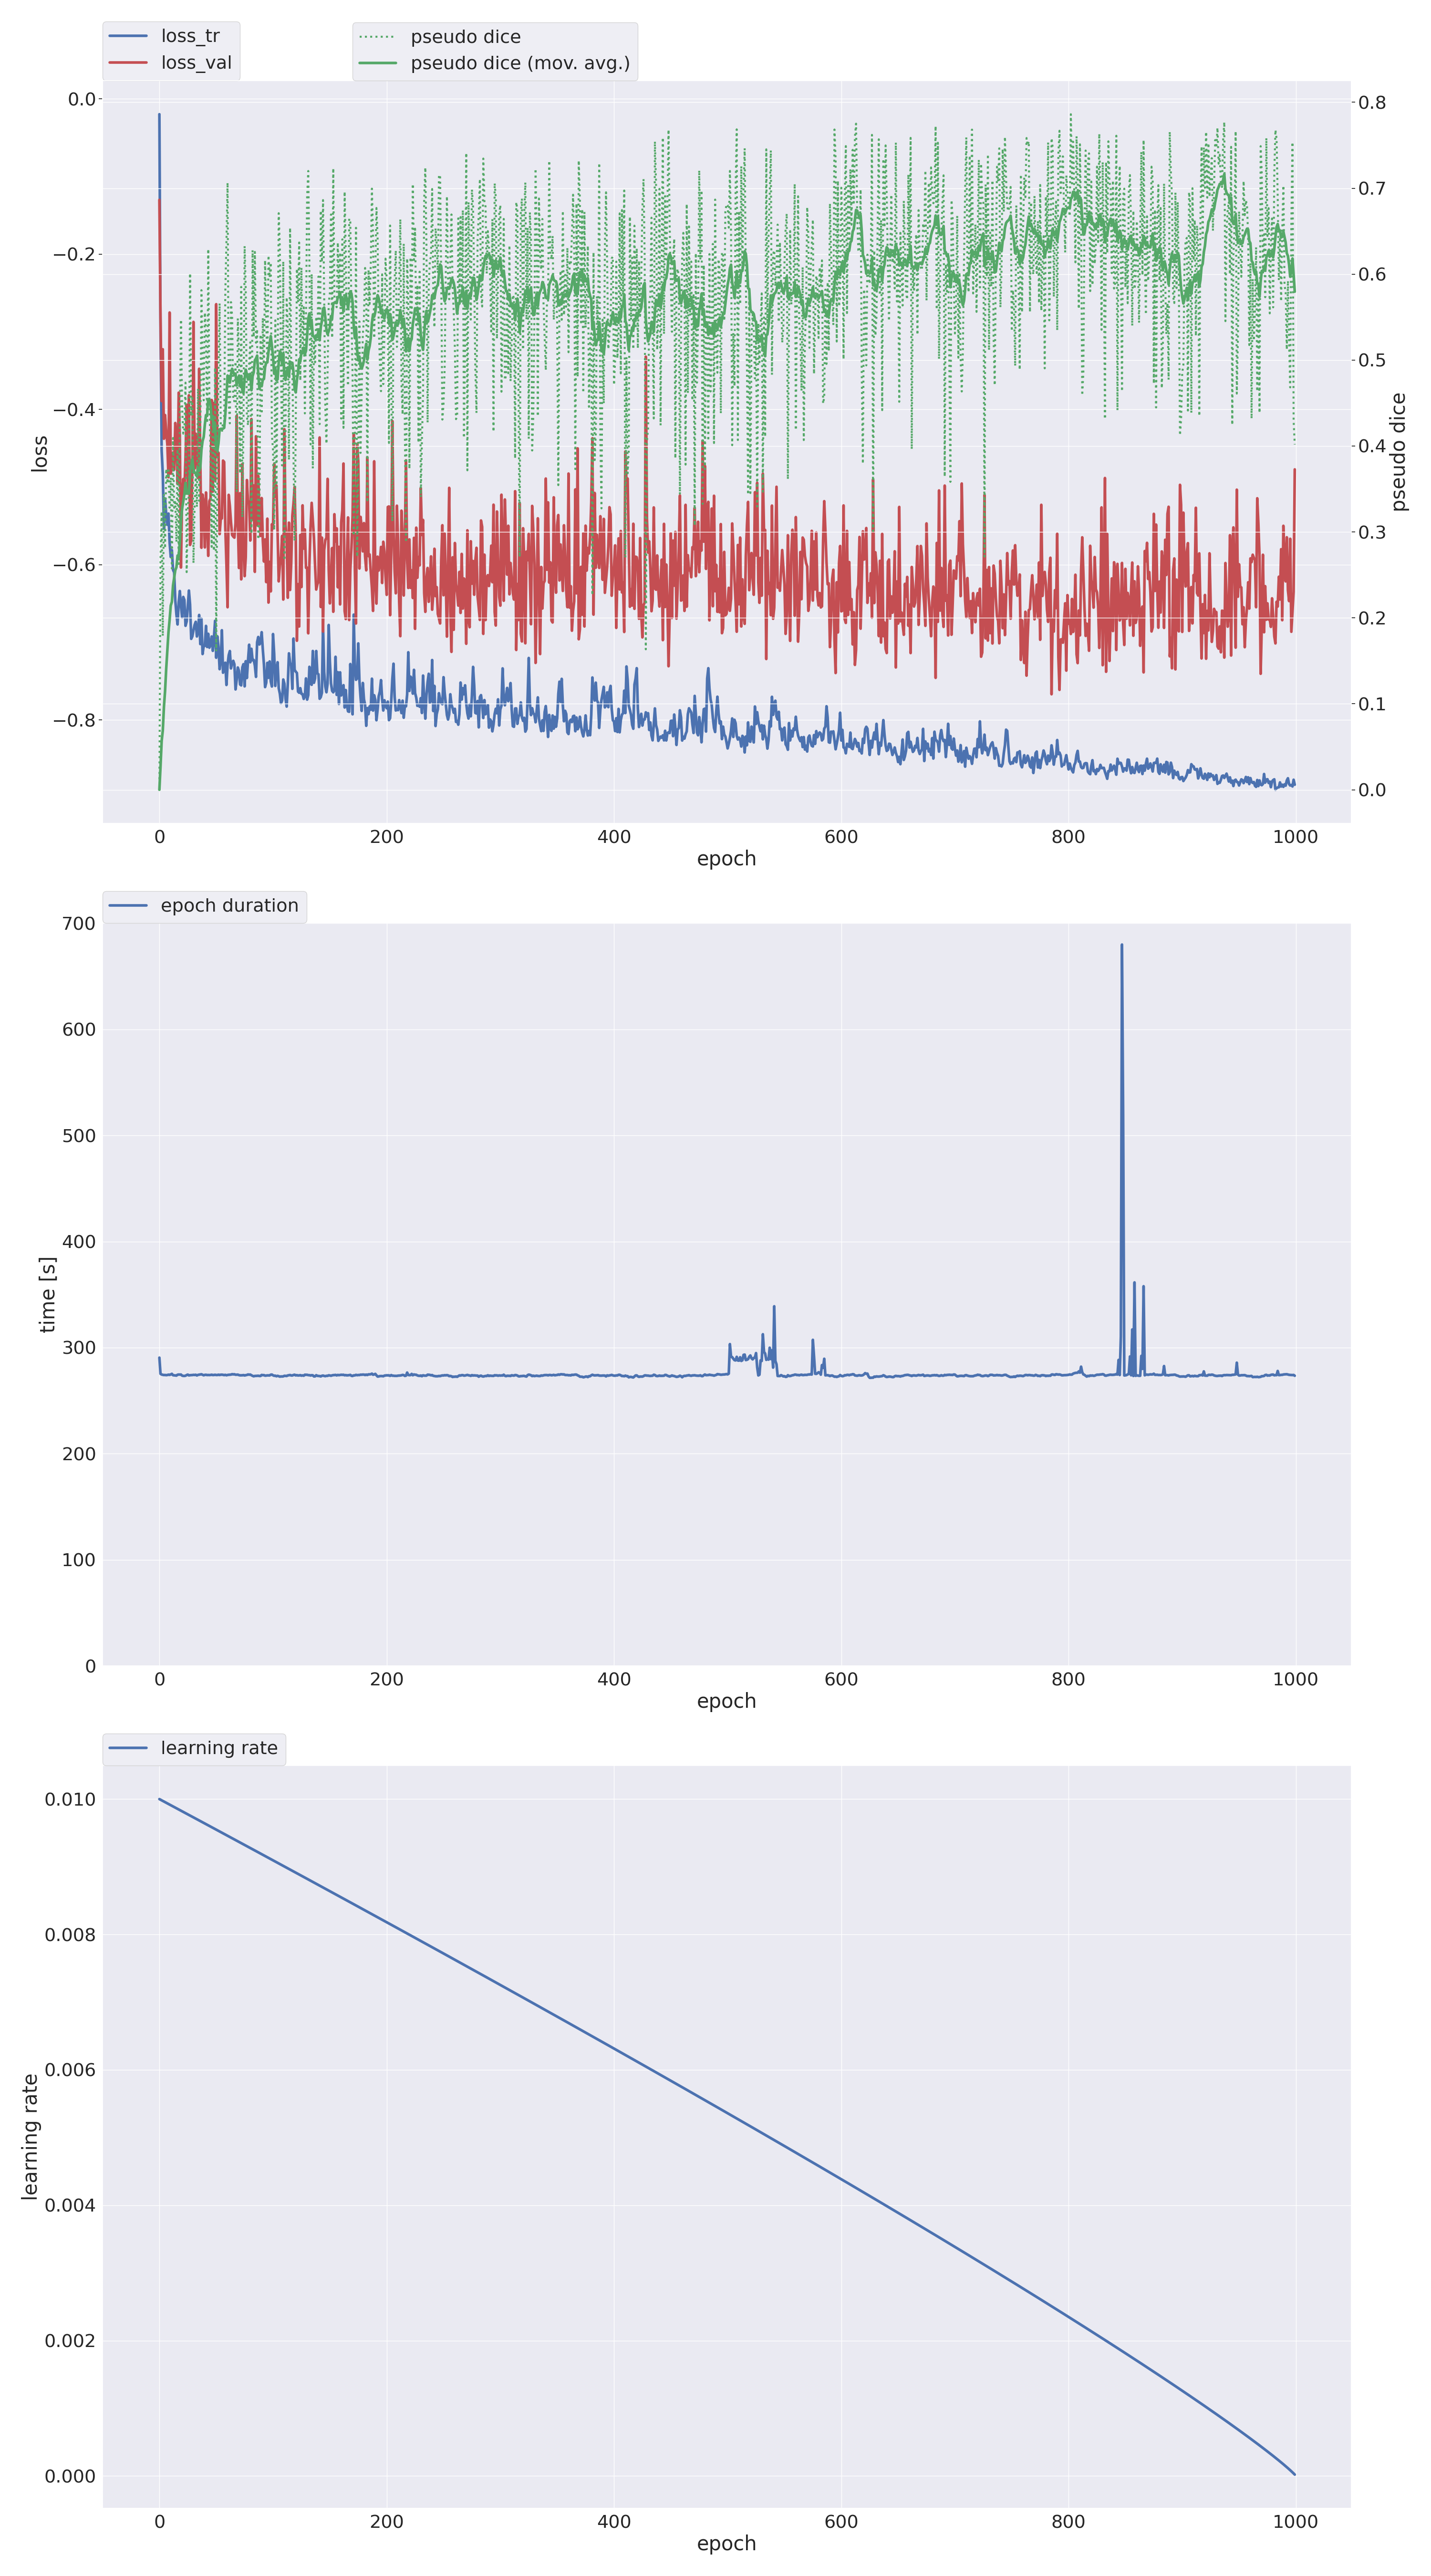 loss_tr
loss_val
pseudo dice
pseudo dice (mov. avg.)
0.0
−0.2
−0.4
−0.6
−0.8
loss
0.8
0.7
0.6
0.5
0.4
0.3
0.2
0.1
0.0
pseudo dice
0 200 400 600 800 1000
epoch
epoch duration
700
600
500
400
300
200
100
0
time [s]
0 200 400 600 800 1000
epoch
learning rate
0.010
0.008
0.006
0.004
0.002
0.000
learning rate
0 200 400 600 800 1000
epoch